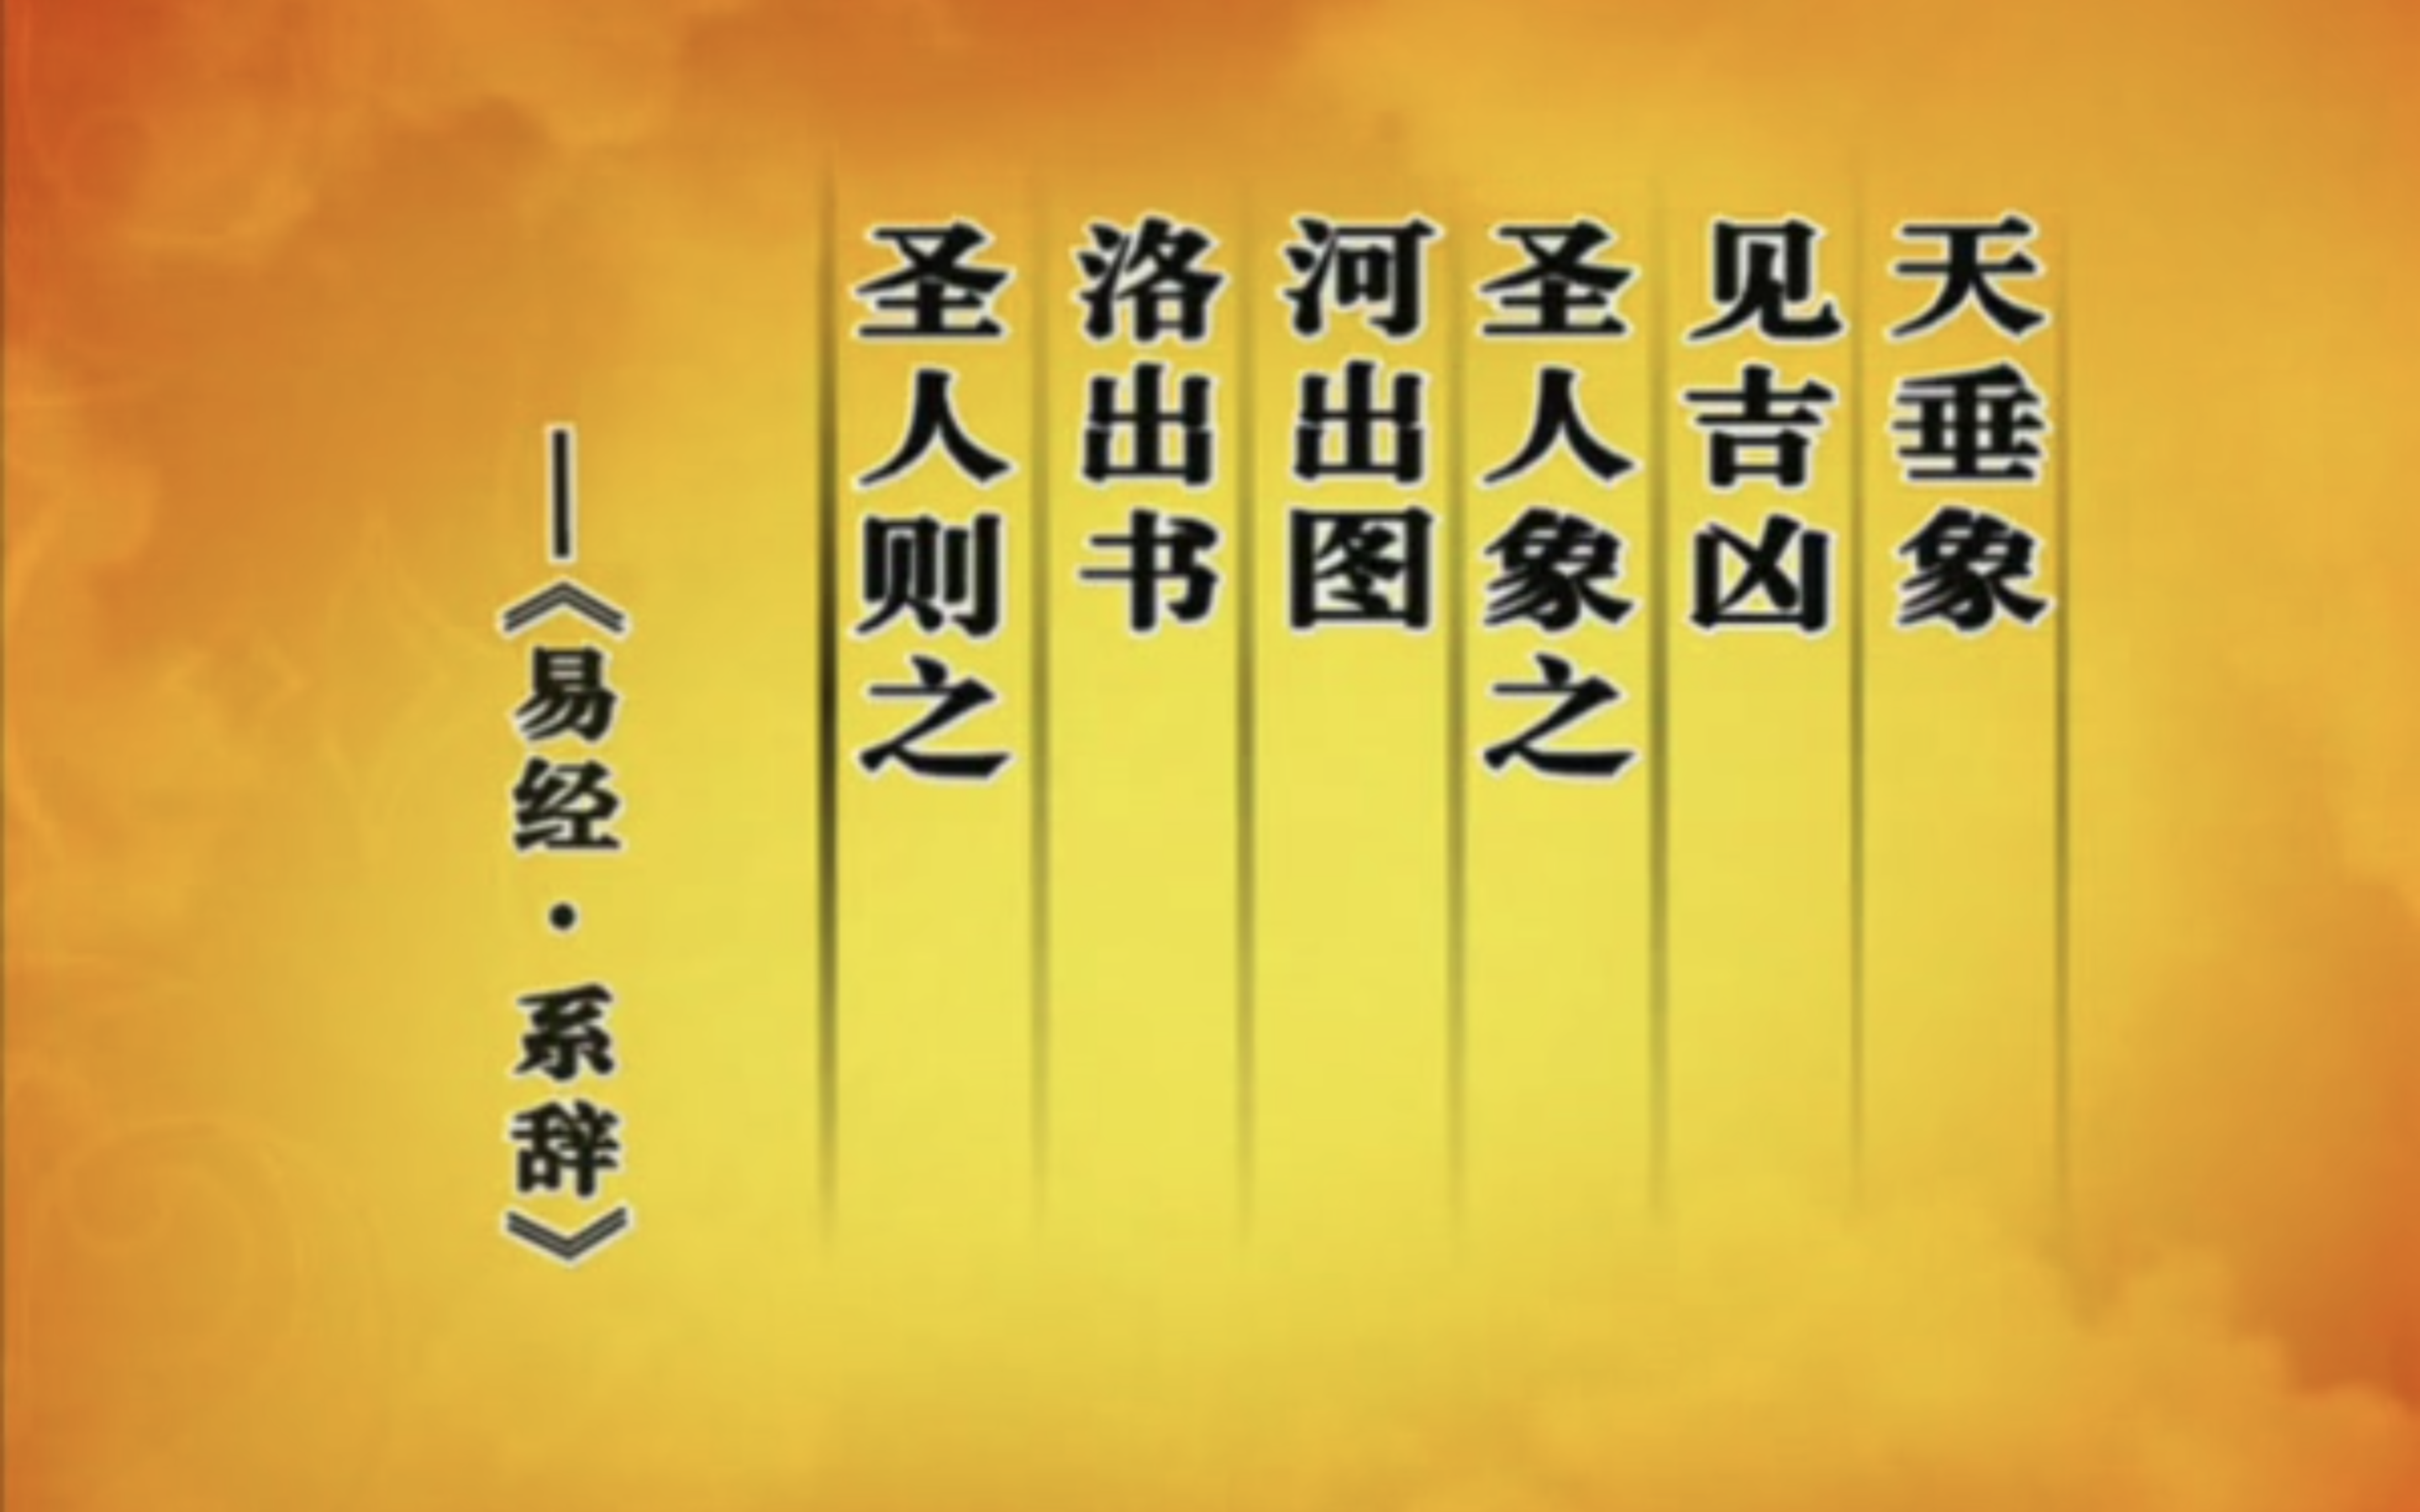 天垂象
见吉凶
圣人象之
河出图
洛出书
圣人则之
—《易经·系辞》